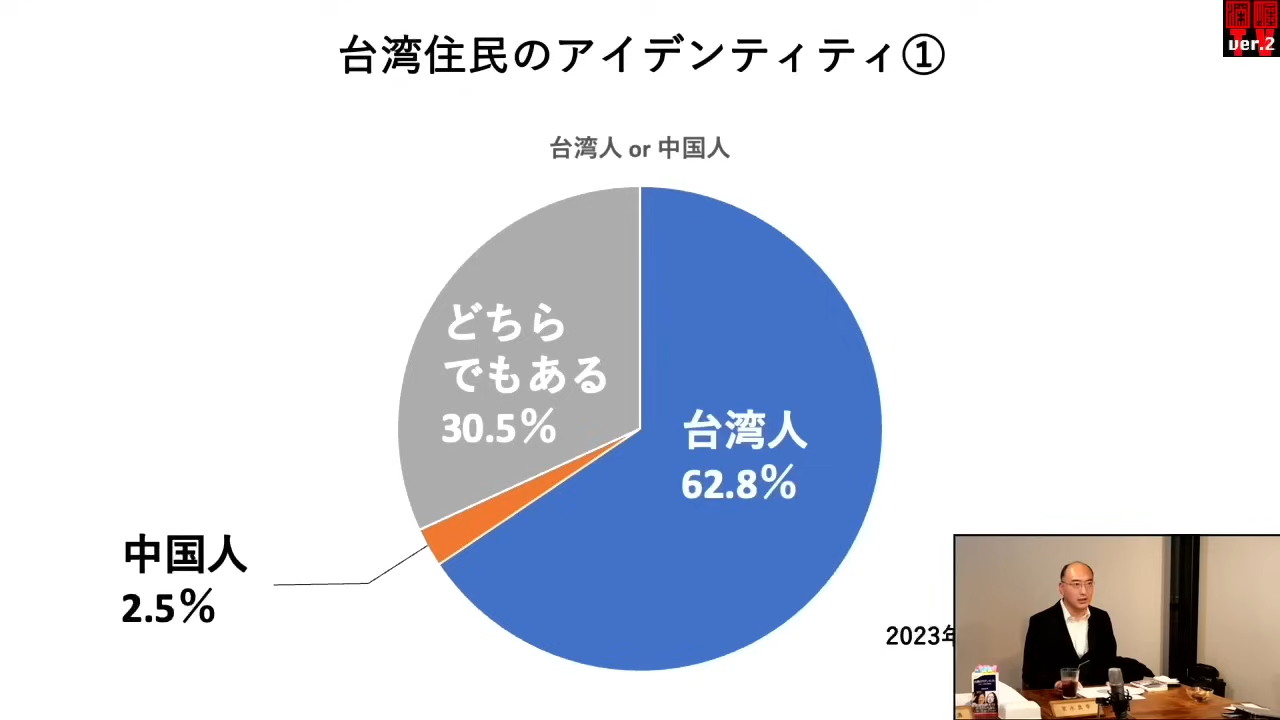 台湾住民のアイデンティティ①
ver.2
台湾人 or 中国人
どちら
でもある
30.5%
台湾人
62.8%
中国人
2.5%
2023年